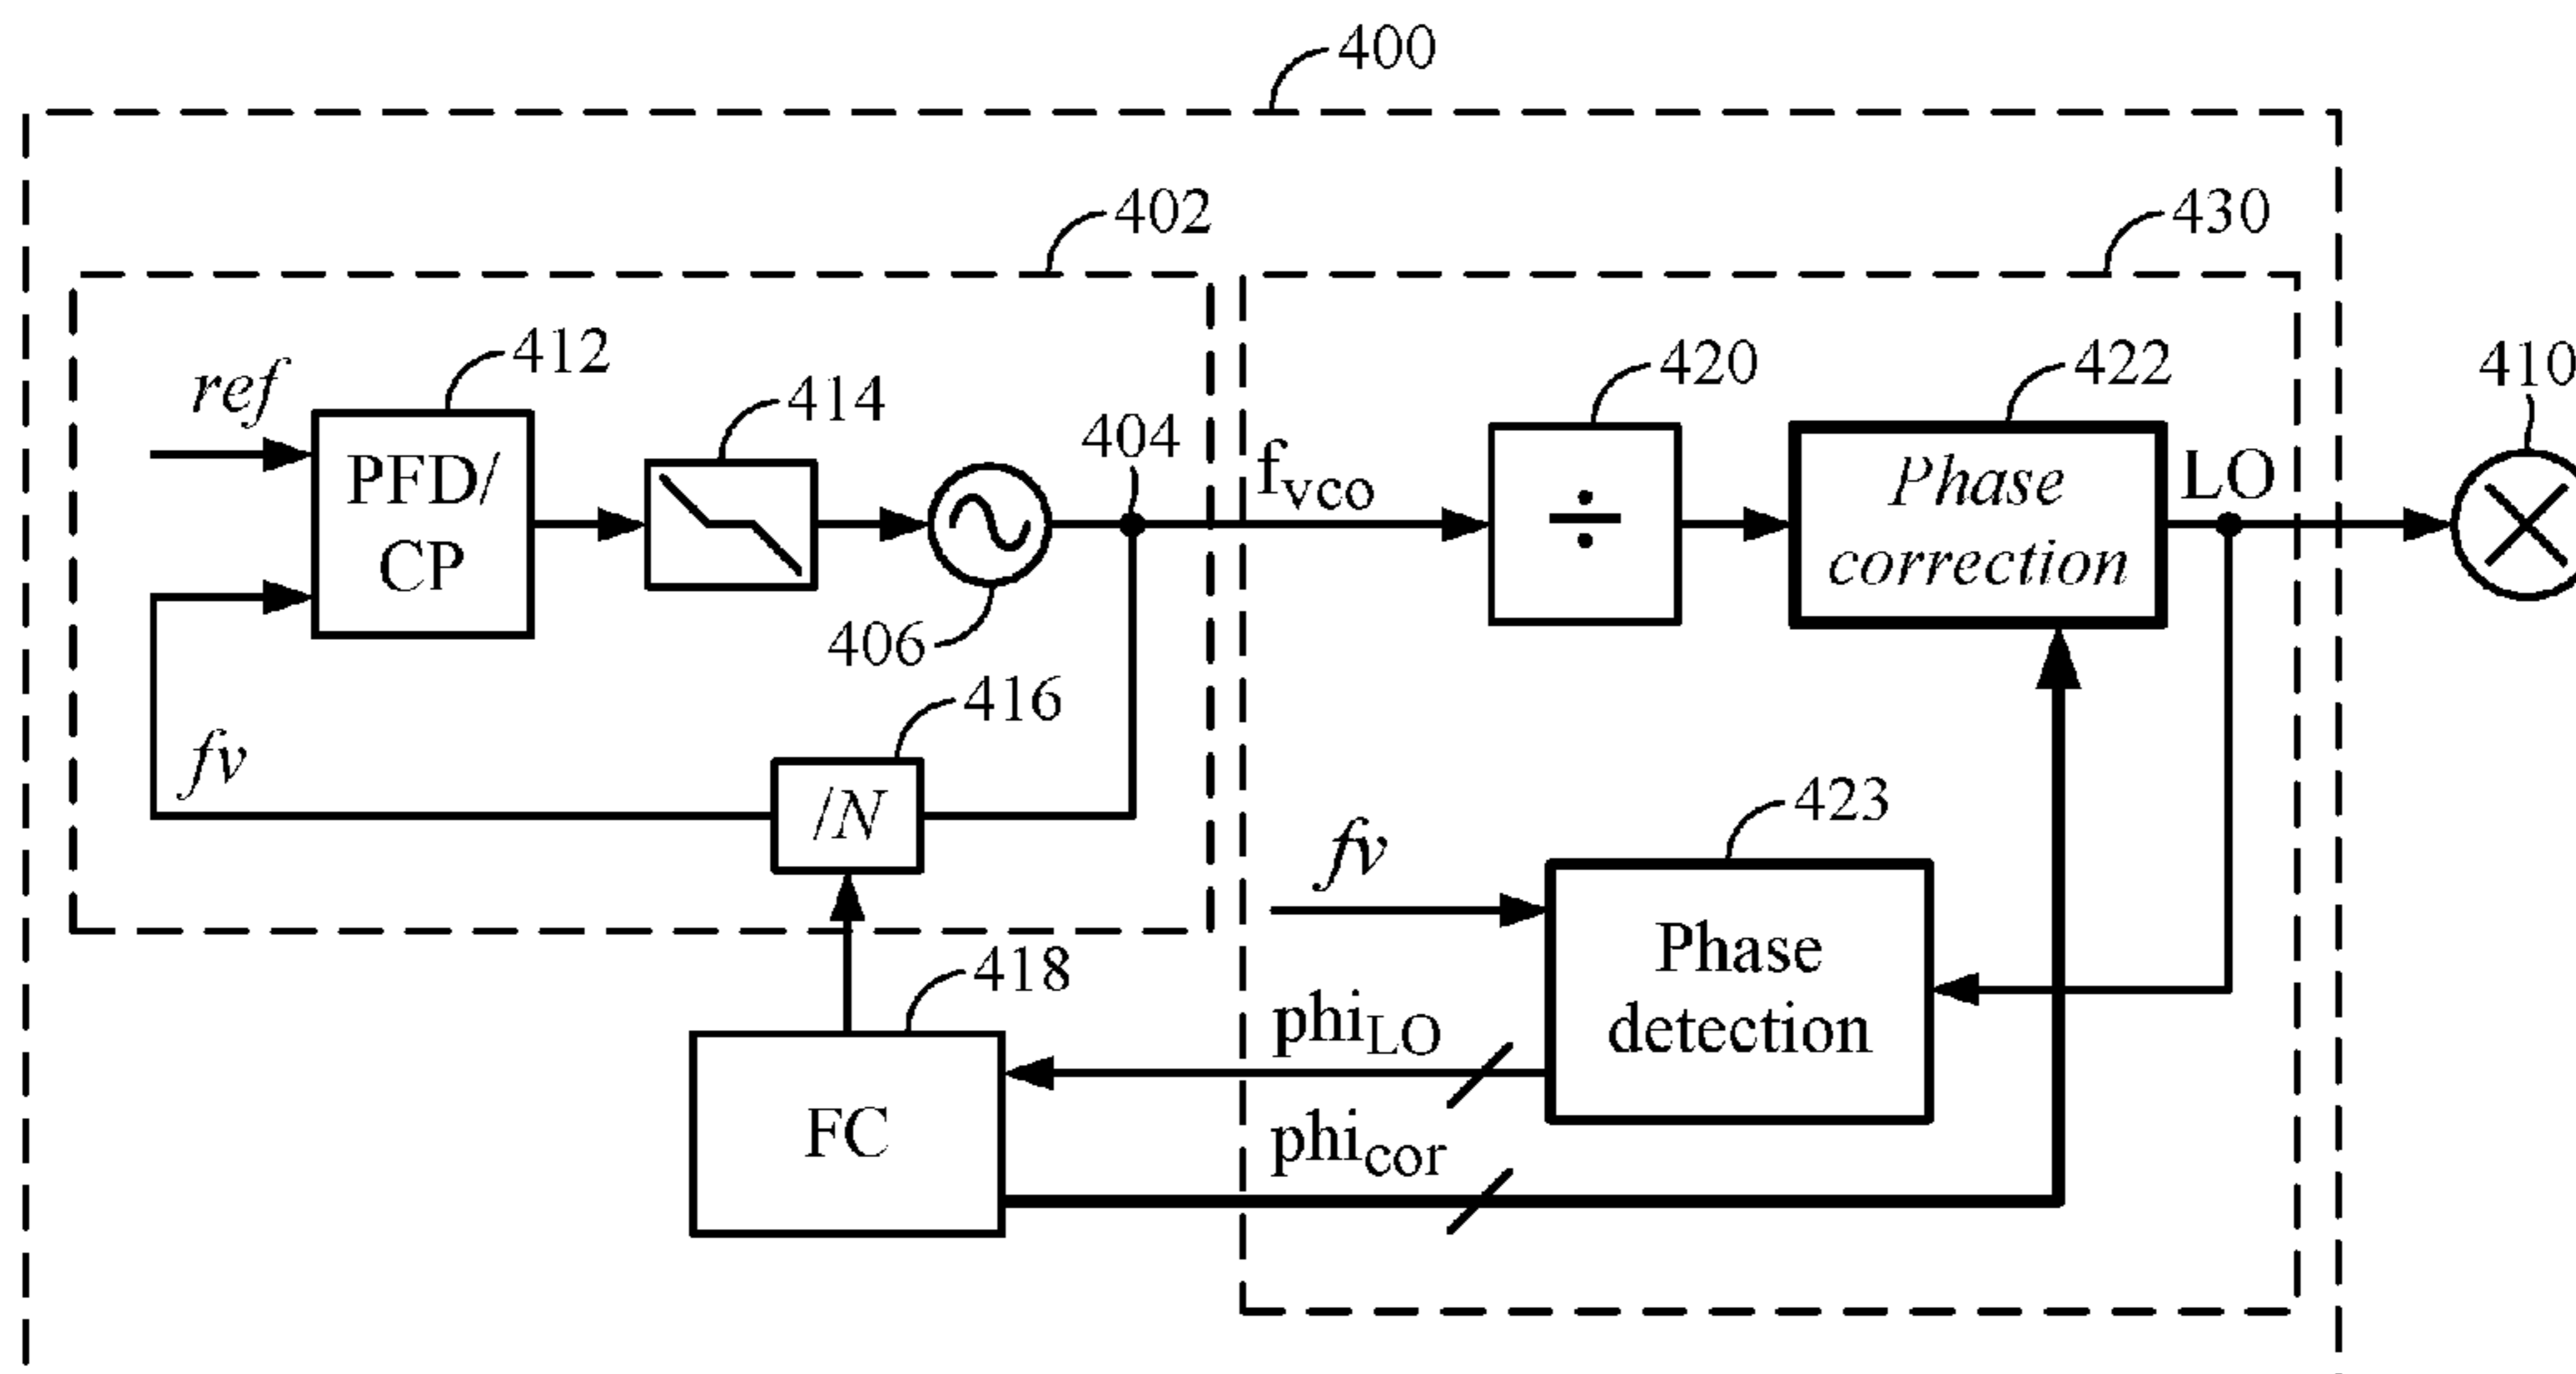 400
402
430
412
ref
414
404
420
422
410
PFD/
CP
f_vco
÷
Phase
correction
LO
406
416
fv
/N
423
fv
418
Phase
detection
phi_LO
FC
phi_cor